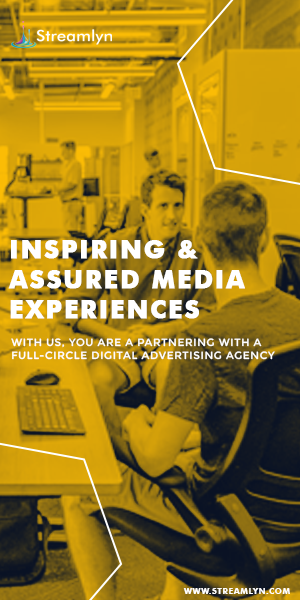 Streamlyn
INSPIRING &
ASSURED MEDIA
EXPERIENCES
WITH US, YOU ARE A PARTNERING WITH A
FULL-CIRCLE DIGITAL ADVERTISING AGENCY
WWW.STREAMLYN.COM